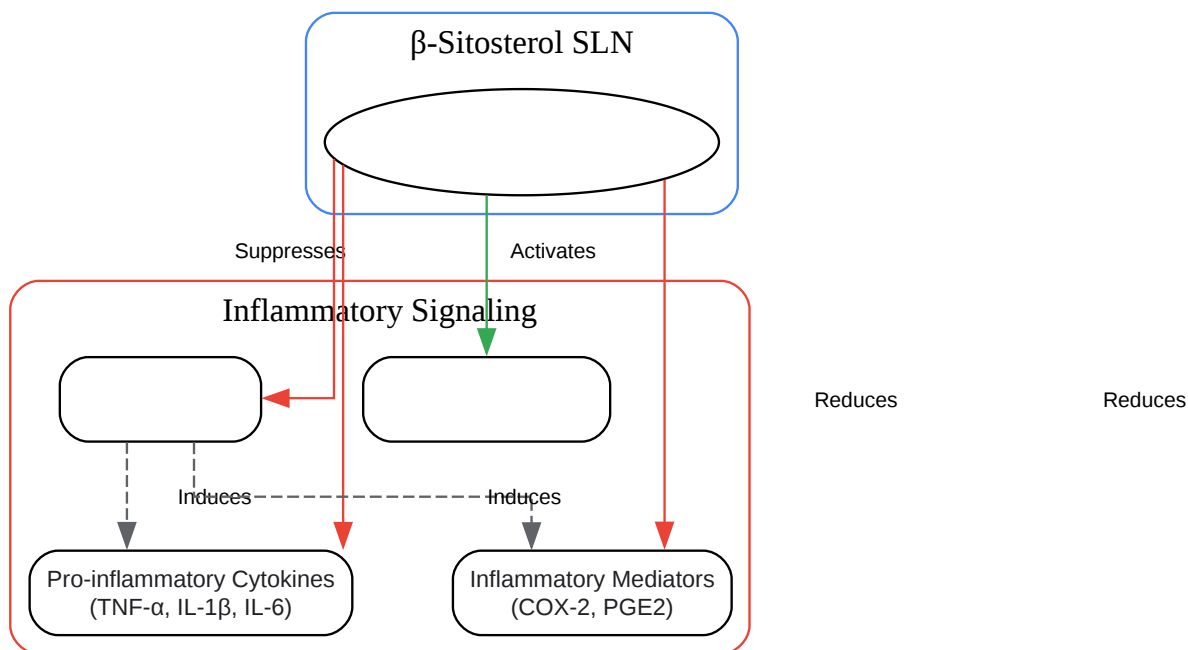 β-Sitosterol SLN
Suppresses
Activates
Inflammatory Signaling
Reduces
Reduces
Induces
Induces
Pro-inflammatory Cytokines
(TNF-α, IL-1β, IL-6)
Inflammatory Mediators
(COX-2, PGE2)